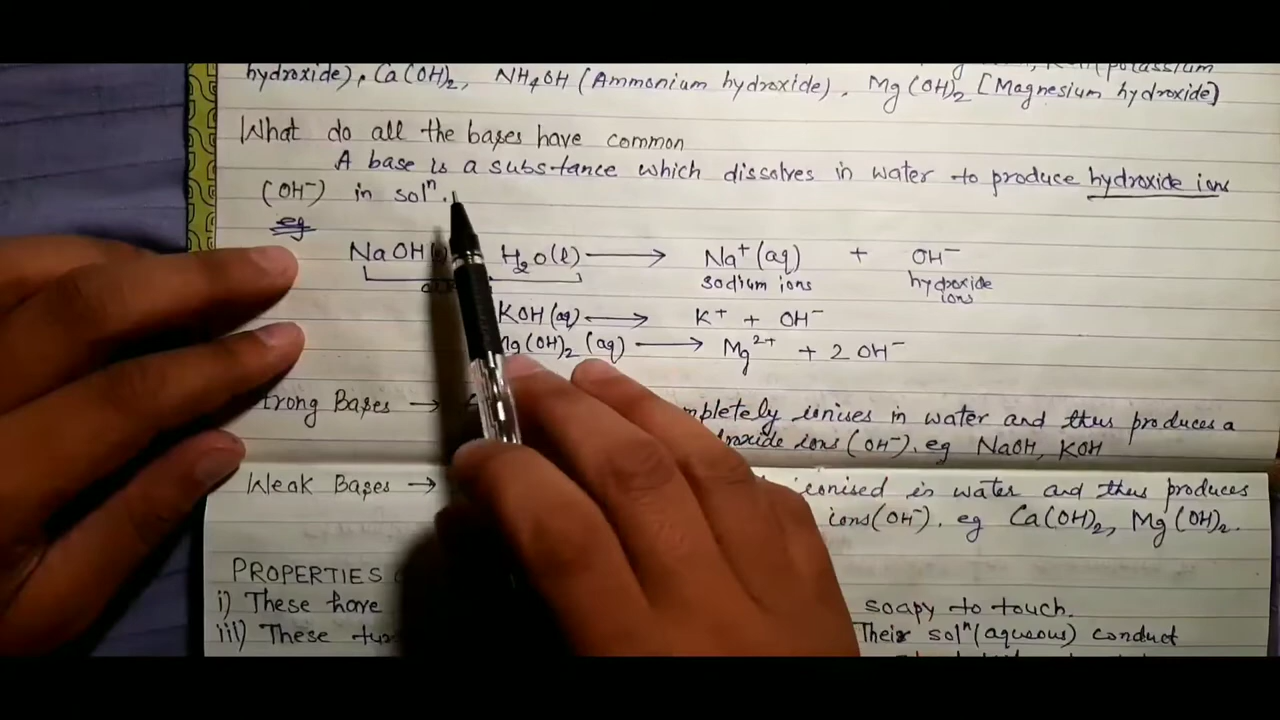 hydroxide), Ca(OH)₂, NH₄OH (Ammonium hydroxide), Mg(OH)₂ [Magnesium hydroxide]
What do all the bases have common
A base is a substance which dissolves in water to produce hydroxide ions
(OH⁻) in solⁿ.
eg
NaOH H₂O(l) ⟶ Na⁺(aq) + OH⁻
sodium ions hydroxide
ions
KOH(aq) ⟶ K⁺ + OH⁻
Mg(OH)₂ (aq) ⟶ Mg²⁺ + 2OH⁻
Strong Bases → completely ionises in water and thus produces a
hydroxide ions (OH⁻). eg NaOH, KOH
Weak Bases → ionised in water and thus produces
ions(OH⁻). eg Ca(OH)₂, Mg(OH)₂.
PROPERTIES
i) These have soapy to touch.
iii) These Their solⁿ(aqueous) conduct